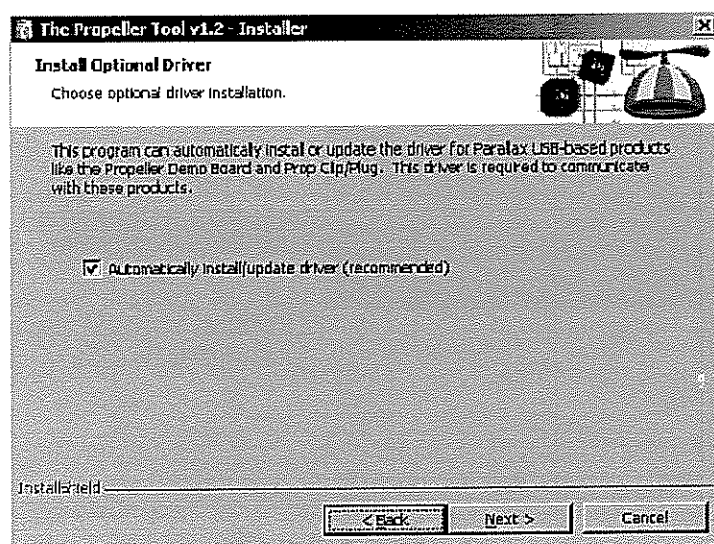 The Propeller Tool v1.2 - Installer
Install Optional Driver
Choose optional driver installation.
This program can automatically install or update the driver for Parallax USB-based products
like the Propeller Demo Board and Prop Clip/Plug. This driver is required to communicate
with these products.
Automatically install/update driver (recommended)
InstallShield
< Back
Next >
Cancel